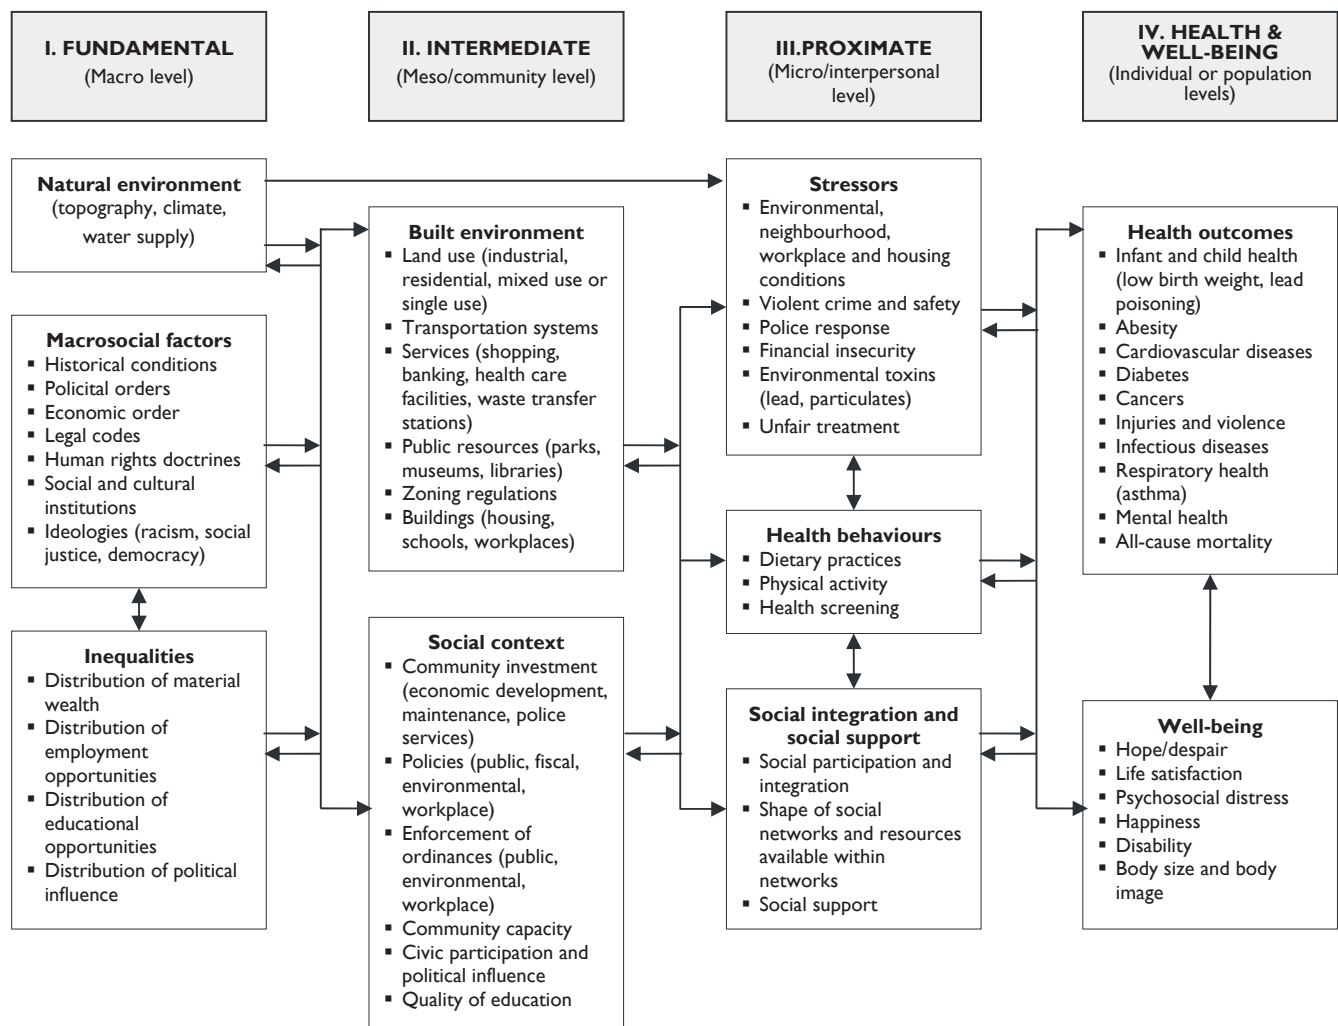 I. FUNDAMENTAL
(Macro level)
II. INTERMEDIATE
(Meso/community level)
III.PROXIMATE
(Micro/interpersonal
level)
IV. HEALTH &
WELL-BEING
(Individual or population
levels)
Natural environment
(topography, climate,
water supply)
Macrosocial factors
▪ Historical conditions
▪ Policital orders
▪ Economic order
▪ Legal codes
▪ Human rights doctrines
▪ Social and cultural
institutions
▪ Ideologies (racism, social
justice, democracy)
Inequalities
▪ Distribution of material
wealth
▪ Distribution of
employment
opportunities
▪ Distribution of
educational
opportunities
▪ Distribution of political
influence
Built environment
▪ Land use (industrial,
residential, mixed use or
single use)
▪ Transportation systems
▪ Services (shopping,
banking, health care
facilities, waste transfer
stations)
▪ Public resources (parks,
museums, libraries)
▪ Zoning regulations
▪ Buildings (housing,
schools, workplaces)
Social context
▪ Community investment
(economic development,
maintenance, police
services)
▪ Policies (public, fiscal,
environmental,
workplace)
▪ Enforcement of
ordinances (public,
environmental,
workplace)
▪ Community capacity
▪ Civic participation and
political influence
▪ Quality of education
Stressors
▪ Environmental,
neighbourhood,
workplace and housing
conditions
▪ Violent crime and safety
▪ Police response
▪ Financial insecurity
▪ Environmental toxins
(lead, particulates)
▪ Unfair treatment
Health behaviours
▪ Dietary practices
▪ Physical activity
▪ Health screening
Social integration and
social support
▪ Social participation and
integration
▪ Shape of social
networks and resources
available within
networks
▪ Social support
Health outcomes
▪ Infant and child health
(low birth weight, lead
poisoning)
▪ Abesity
▪ Cardiovascular diseases
▪ Diabetes
▪ Cancers
▪ Injuries and violence
▪ Infectious diseases
▪ Respiratory health
(asthma)
▪ Mental health
▪ All-cause mortality
Well-being
▪ Hope/despair
▪ Life satisfaction
▪ Psychosocial distress
▪ Happiness
▪ Disability
▪ Body size and body
image